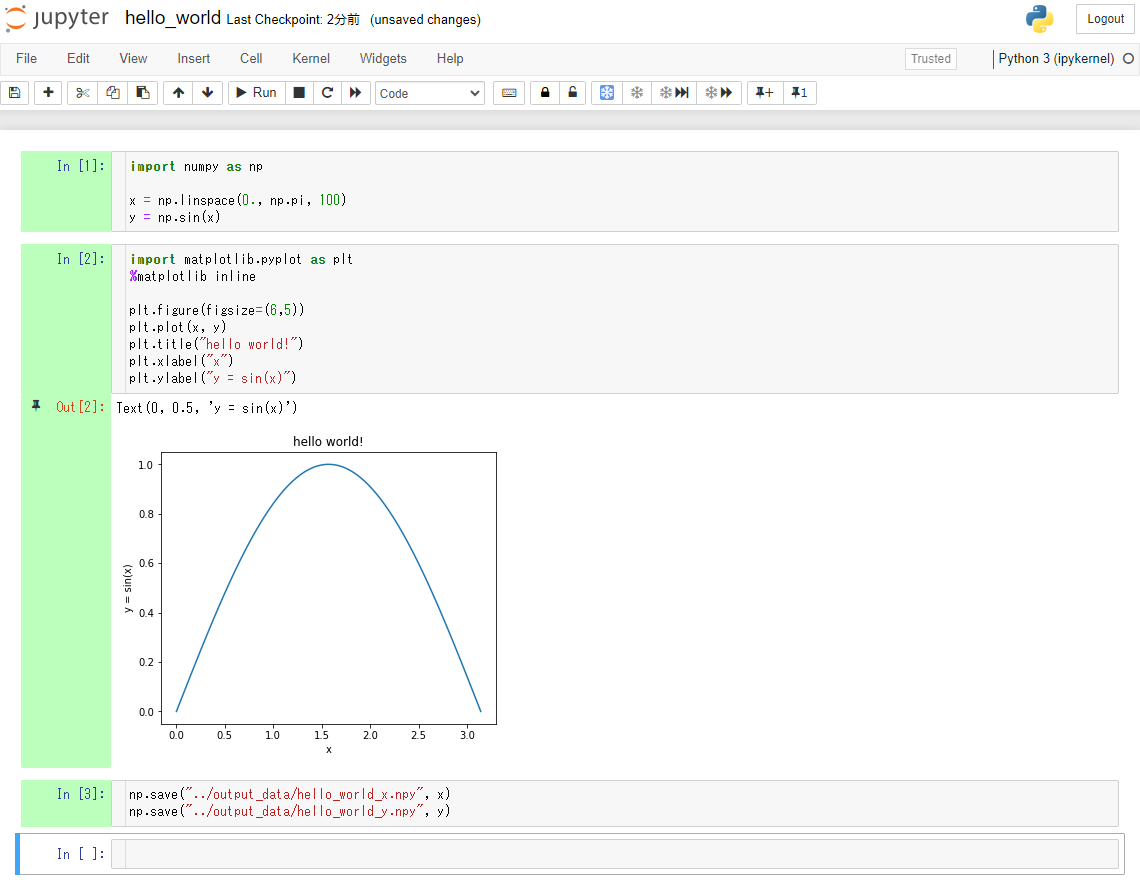 jupyter hello_world Last Checkpoint: 2分前 (unsaved changes) Logout
File Edit View Insert Cell Kernel Widgets Help Trusted Python 3 (ipykernel)
Run Code + 1
In [1]: import numpy as np
x = np.linspace(0., np.pi, 100)
y = np.sin(x)
In [2]: import matplotlib.pyplot as plt
%matplotlib inline
plt.figure(figsize=(6,5))
plt.plot(x, y)
plt.title("hello world!")
plt.xlabel("x")
plt.ylabel("y = sin(x)")
Out[2]: Text(0, 0.5, 'y = sin(x)')
hello world!
1.0
0.8
0.6
y = sin(x)
0.4
0.2
0.0
0.0 0.5 1.0 1.5 2.0 2.5 3.0
x
In [3]: np.save("../output_data/hello_world_x.npy", x)
np.save("../output_data/hello_world_y.npy", y)
In [ ]: